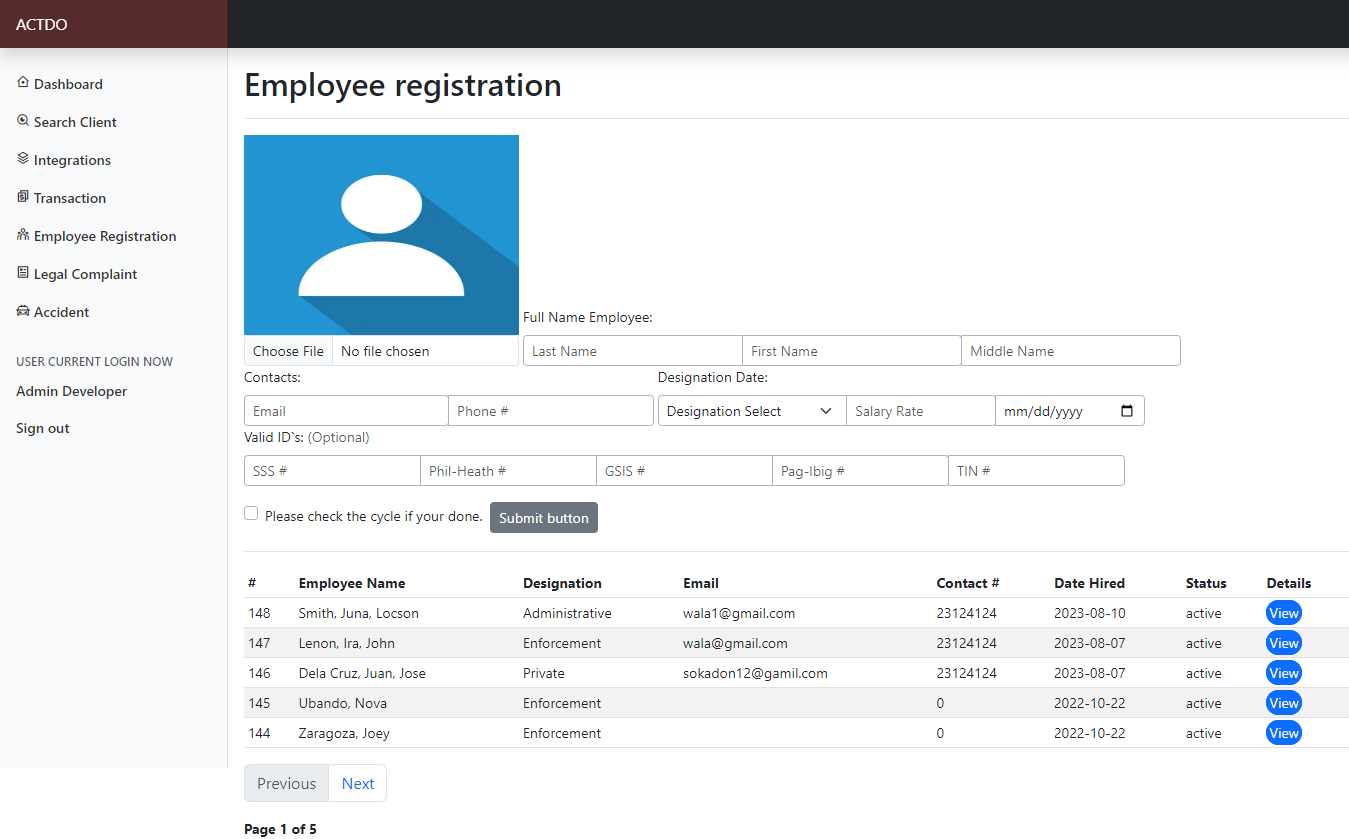 ACTDO
Dashboard
Search Client
Integrations
Transaction
Employee Registration
Legal Complaint
Accident
USER CURRENT LOGIN NOW
Admin Developer
Sign out
Employee registration
Full Name Employee:
Choose File No file chosen Last Name First Name Middle Name
Contacts: Designation Date:
Email Phone # Designation Select Salary Rate mm/dd/yyyy
Valid ID`s: (Optional)
SSS # Phil-Heath # GSIS # Pag-Ibig # TIN #
Please check the cycle if your done. Submit button
# Employee Name Designation Email Contact # Date Hired Status Details
148 Smith, Juna, Locson Administrative wala1@gmail.com 23124124 2023-08-10 active View
147 Lenon, Ira, John Enforcement wala@gmail.com 23124124 2023-08-07 active View
146 Dela Cruz, Juan, Jose Private sokadon12@gamil.com 23124124 2023-08-07 active View
145 Ubando, Nova Enforcement 0 2022-10-22 active View
144 Zaragoza, Joey Enforcement 0 2022-10-22 active View
Previous Next
Page 1 of 5